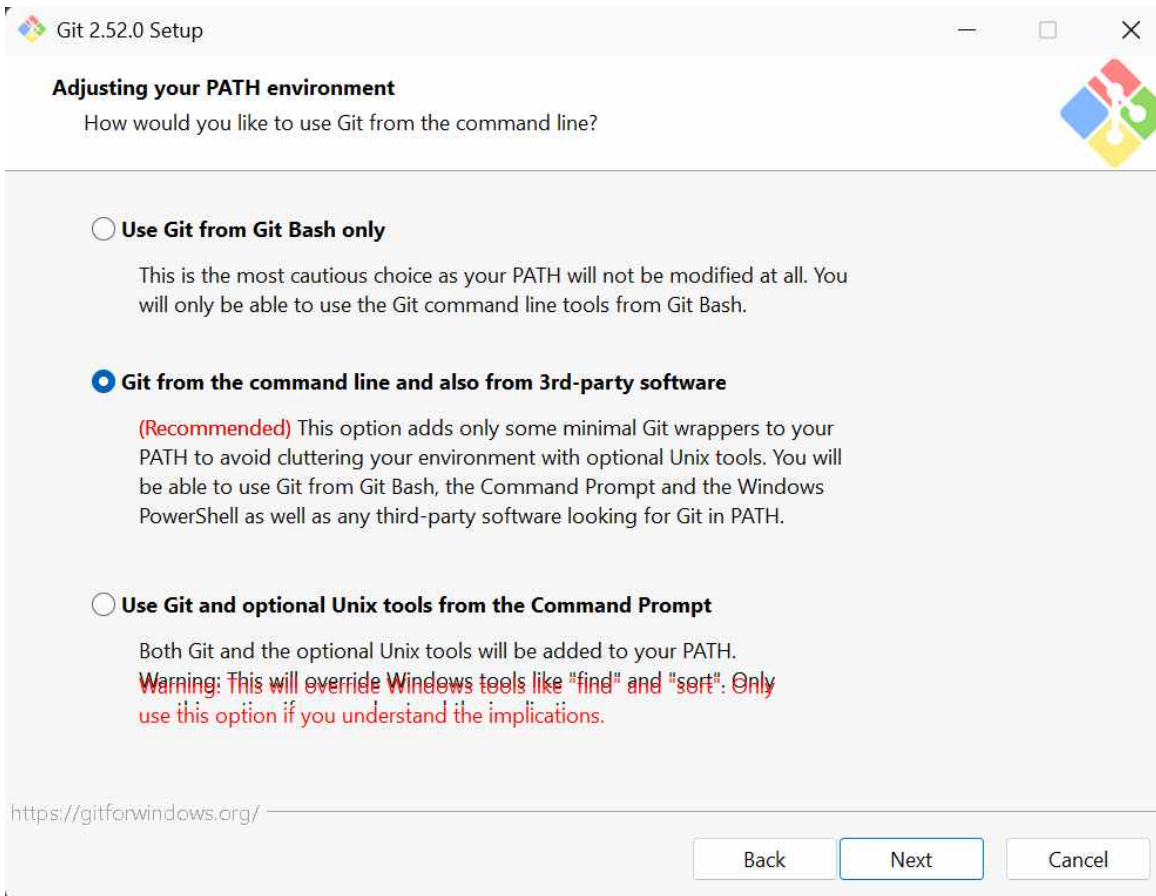 Git 2.52.0 Setup
Adjusting your PATH environment
How would you like to use Git from the command line?
Use Git from Git Bash only
This is the most cautious choice as your PATH will not be modified at all. You
will only be able to use the Git command line tools from Git Bash.
Git from the command line and also from 3rd-party software
(Recommended) This option adds only some minimal Git wrappers to your
PATH to avoid cluttering your environment with optional Unix tools. You will
be able to use Git from Git Bash, the Command Prompt and the Windows
PowerShell as well as any third-party software looking for Git in PATH.
Use Git and optional Unix tools from the Command Prompt
Both Git and the optional Unix tools will be added to your PATH.
Warning: This will override Windows tools like "find" and "sort". Only
use this option if you understand the implications.
https://gitforwindows.org/
Back Next Cancel